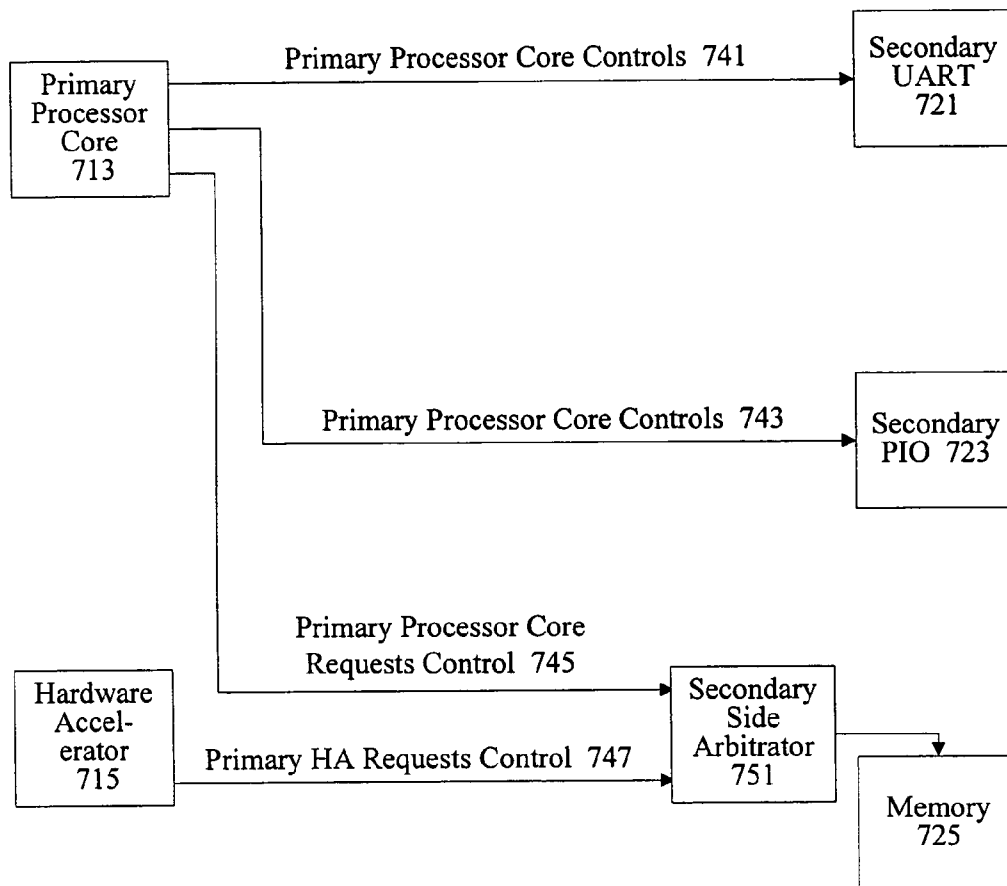 Primary
Processor
Core
713
Primary Processor Core Controls 741
Secondary
UART
721
Primary Processor Core Controls 743
Secondary
PIO 723
Primary Processor Core
Requests Control 745
Hardware
Accel-
erator
715
Primary HA Requests Control 747
Secondary
Side
Arbitrator
751
Memory
725